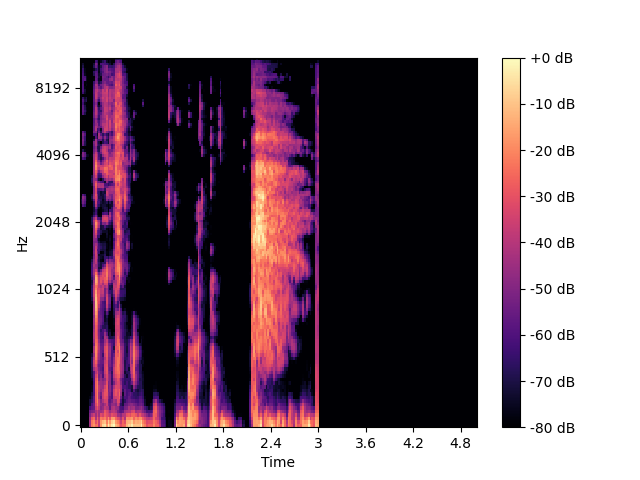 +0 dB
8192
-10 dB
4096
-20 dB
-30 dB
2048
Hz
-40 dB
1024
-50 dB
512
-60 dB
-70 dB
0
-80 dB
0 0.6 1.2 1.8 2.4 3 3.6 4.2 4.8
Time